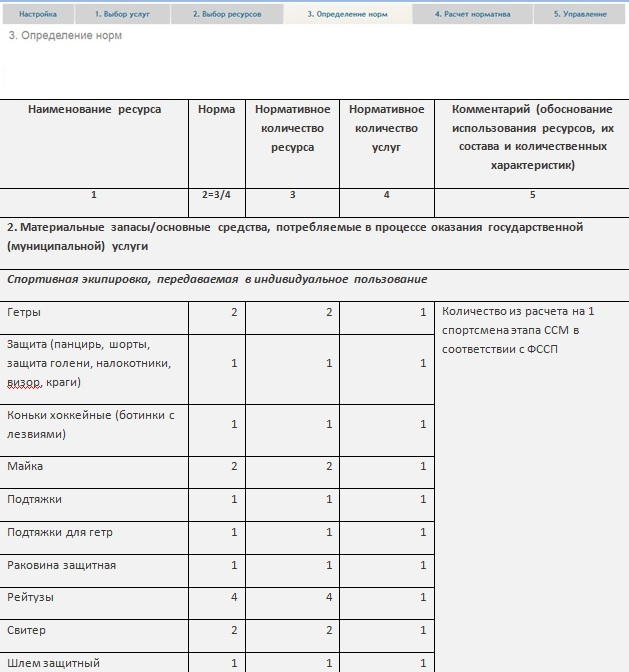 Настройка 1. Выбор услуг 2. Выбор ресурсов 3. Определение норм 4. Расчет норматива 5. Управление
3. Определение норм
Наименование ресурса Норма Нормативное Нормативное Комментарий (обоснование
количество количество использования ресурсов, их
ресурса услуг состава и количественных
характеристик)
1 2=3/4 3 4 5
2. Материальные запасы/основные средства, потребляемые в процессе оказания государственной
(муниципальной) услуги
Спортивная экипировка, передаваемая в индивидуальное пользование
Гетры 2 2 1 Количество из расчета на 1
спортсмена этапа ССМ в
соответствии с ФССП
Защита (панцирь, шорты,
защита голени, налокотники, 1 1 1
визор, краги)
Коньки хоккейные (ботинки с 1 1 1
лезвиями)
Майка 2 2 1
Подтяжки 1 1 1
Подтяжки для гетр 1 1 1
Раковина защитная 1 1 1
Рейтузы 4 4 1
Свитер 2 2 1
Шлем защитный 1 1 1